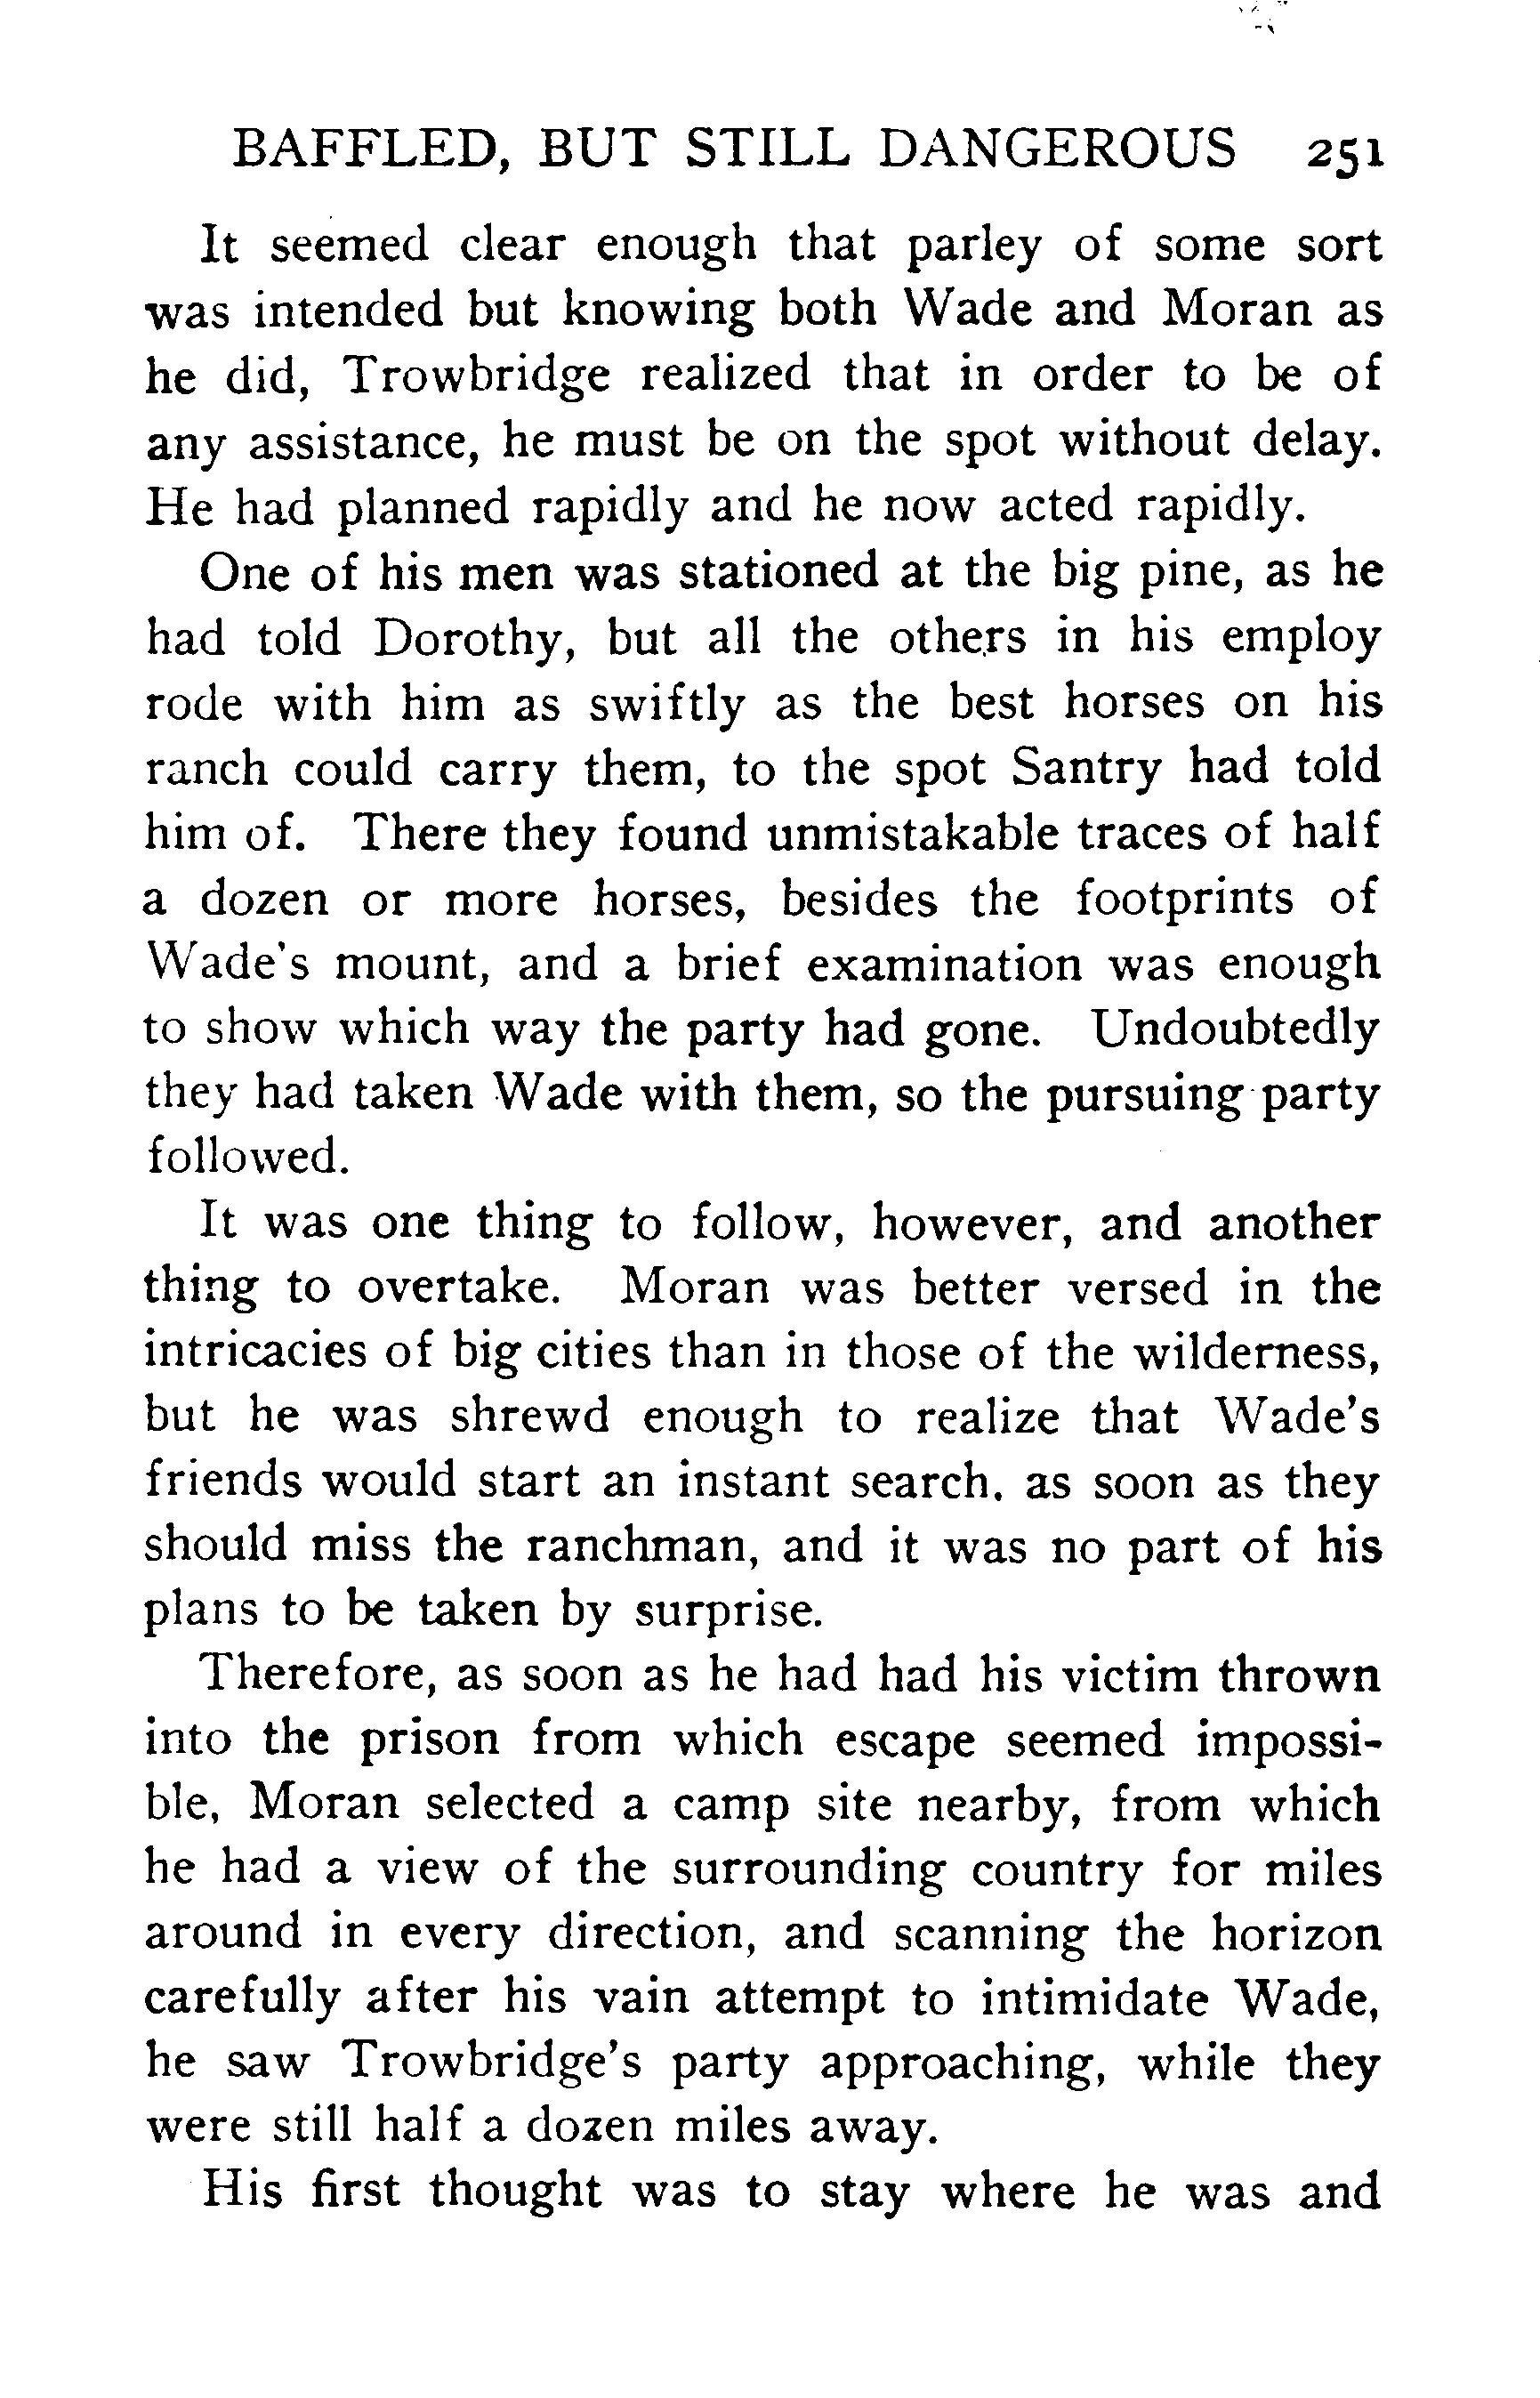 BAFFLED, BUT STILL DANGEROUS 251
It seemed clear enough that parley of some sort
was intended but knowing both Wade and Moran as
he did, Trowbridge realized that in order to be of
any assistance, he must be on the spot without delay.
He had planned rapidly and he now acted rapidly.
One of his men was stationed at the big pine, as he
had told Dorothy, but all the others in his employ
rode with him as swiftly as the best horses on his
ranch could carry them, to the spot Santry had told
him of. There they found unmistakable traces of half
a dozen or more horses, besides the footprints of
Wade's mount, and a brief examination was enough
to show which way the party had gone. Undoubtedly
they had taken Wade with them, so the pursuing party
followed.
It was one thing to follow, however, and another
thing to overtake. Moran was better versed in the
intricacies of big cities than in those of the wilderness,
but he was shrewd enough to realize that Wade's
friends would start an instant search. as soon as they
should miss the ranchman, and it was no part of his
plans to be taken by surprise.
Therefore, as soon as he had had his victim thrown
into the prison from which escape seemed impossi-
ble, Moran selected a camp site nearby, from which
he had a view of the surrounding country for miles
around in every direction, and scanning the horizon
carefully after his vain attempt to intimidate Wade,
he saw Trowbridge's party approaching, while they
were still half a dozen miles away.
His first thought was to stay where he was and